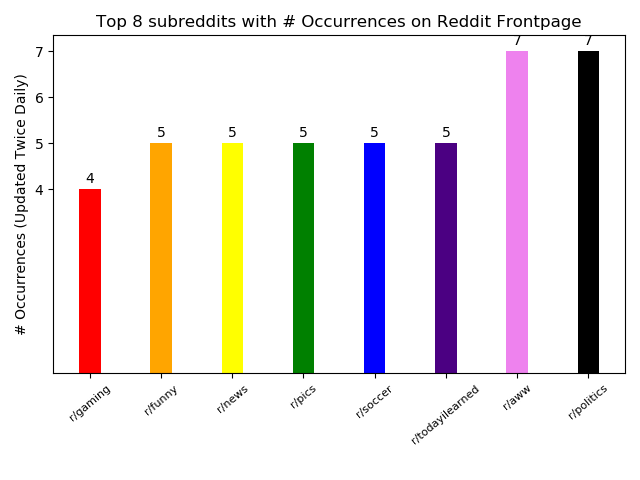 Top 8 subreddits with # Occurrences on Reddit Frontpage
# Occurrences (Updated Twice Daily)
7
6
5
4
4
5
5
5
5
5
7
7
r/gaming
r/funny
r/news
r/pics
r/soccer
r/todayilearned
r/aww
r/politics